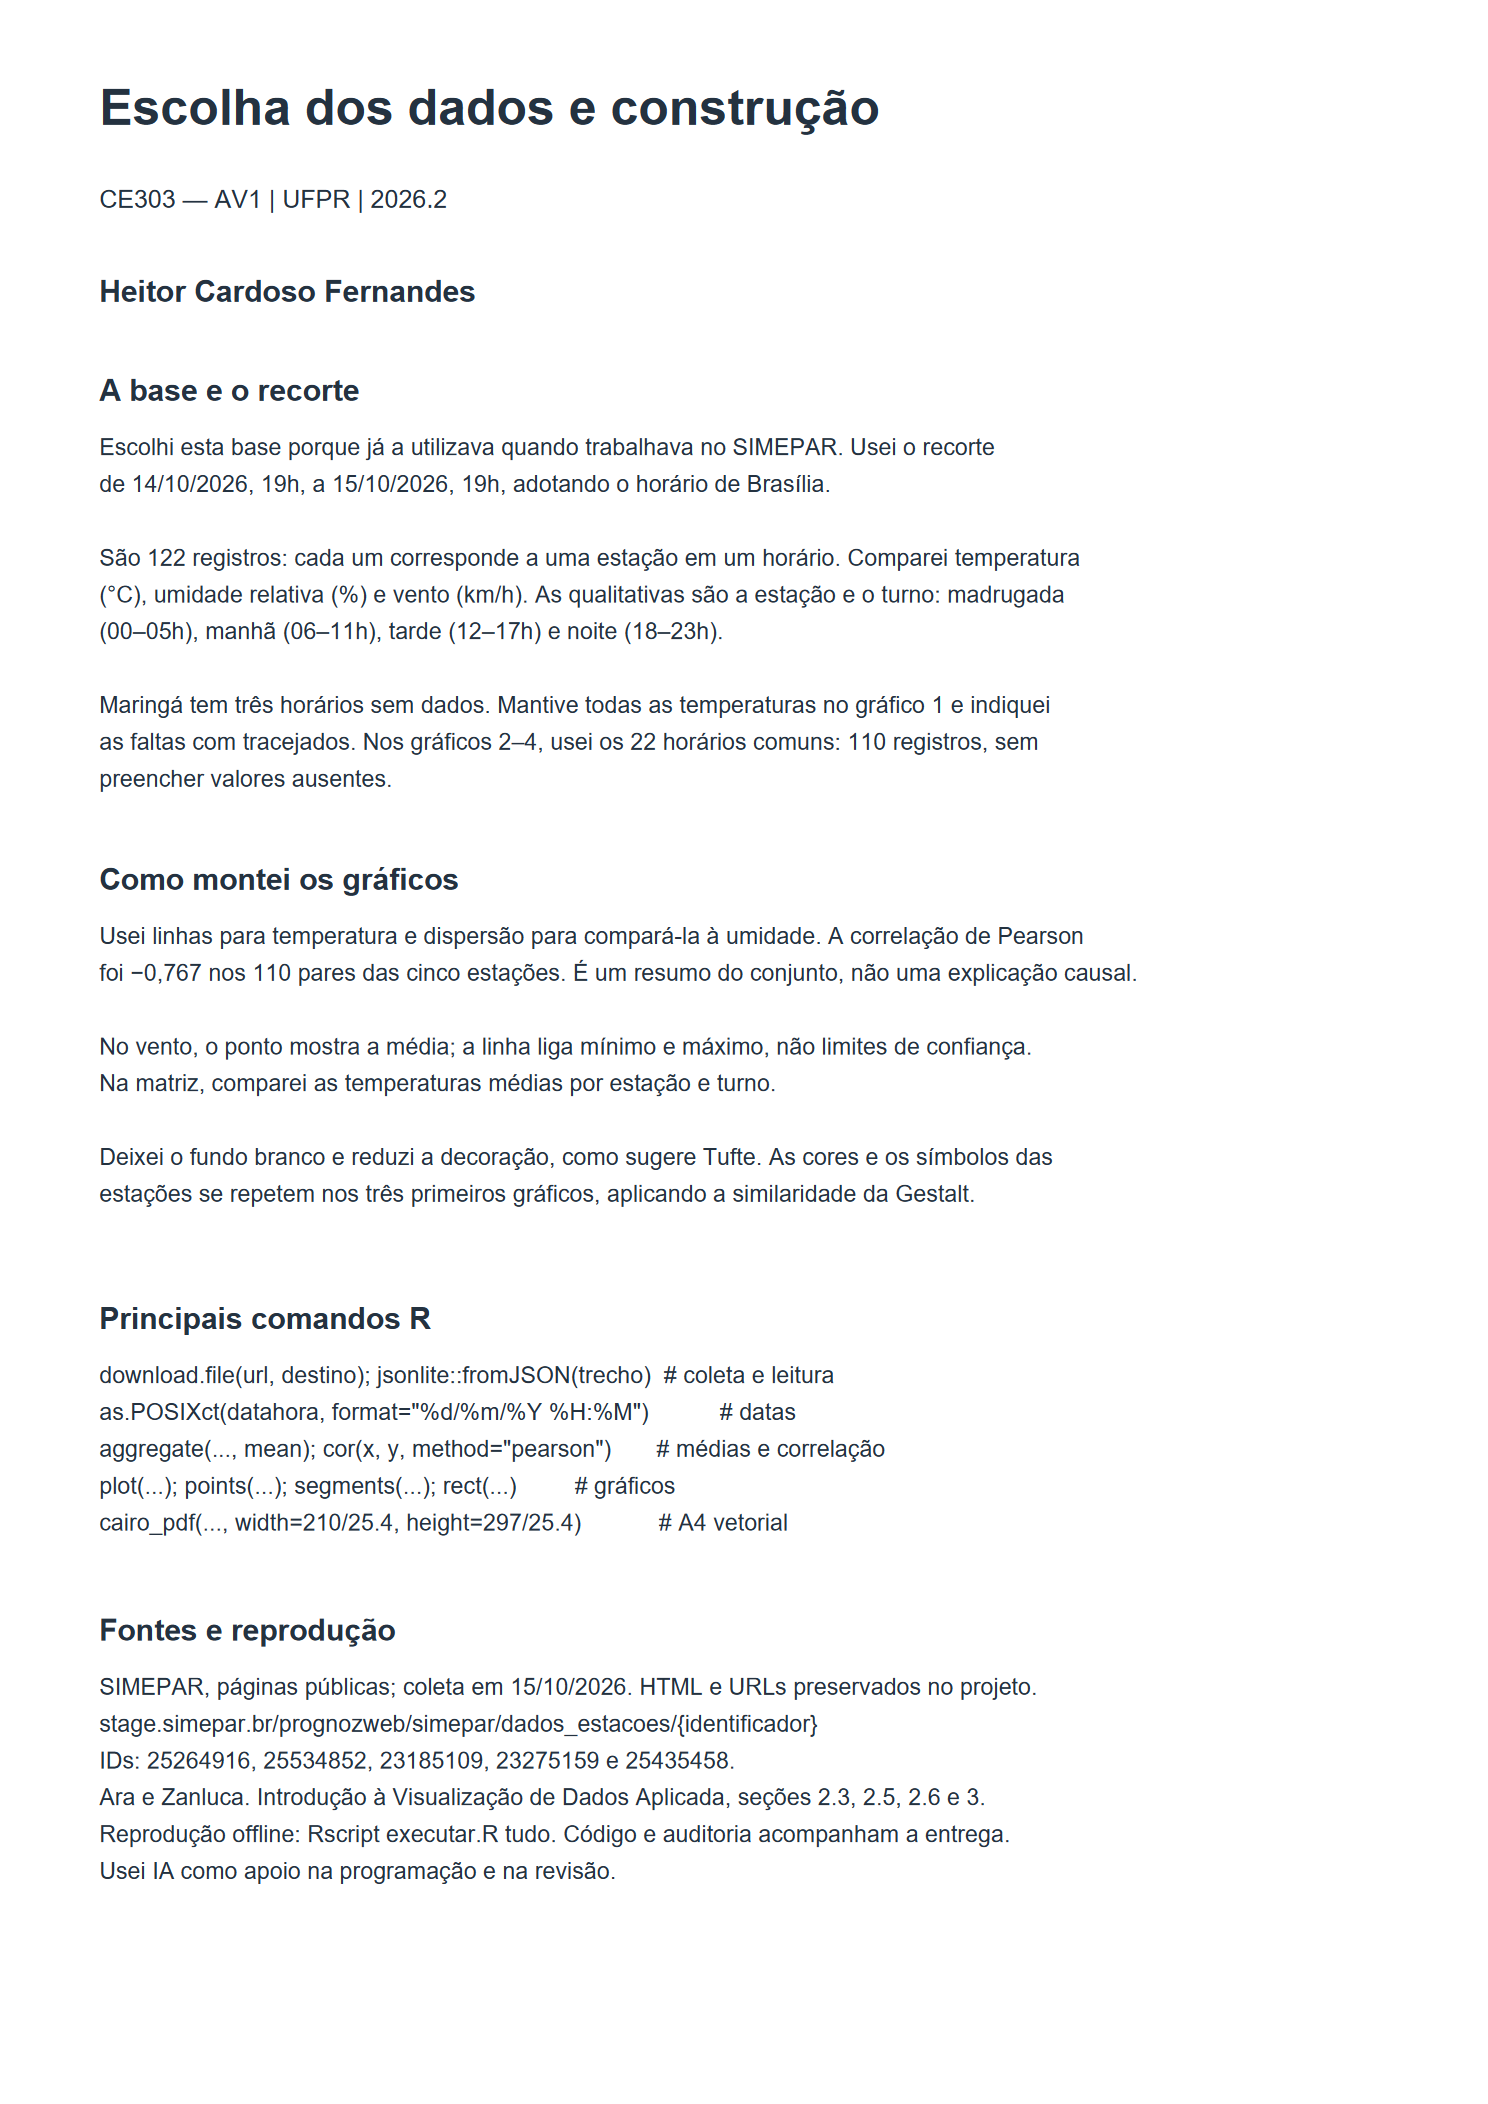 Escolha dos dados e construção
CE303 — AV1 | UFPR | 2026.2
Heitor Cardoso Fernandes
A base e o recorte
Escolhi esta base porque já a utilizava quando trabalhava no SIMEPAR. Usei o recorte
de 14/10/2026, 19h, a 15/10/2026, 19h, adotando o horário de Brasília.
São 122 registros: cada um corresponde a uma estação em um horário. Comparei temperatura
(°C), umidade relativa (%) e vento (km/h). As qualitativas são a estação e o turno: madrugada
(00–05h), manhã (06–11h), tarde (12–17h) e noite (18–23h).
Maringá tem três horários sem dados. Mantive todas as temperaturas no gráfico 1 e indiquei
as faltas com tracejados. Nos gráficos 2–4, usei os 22 horários comuns: 110 registros, sem
preencher valores ausentes.
Como montei os gráficos
Usei linhas para temperatura e dispersão para compará-la à umidade. A correlação de Pearson
foi −0,767 nos 110 pares das cinco estações. É um resumo do conjunto, não uma explicação causal.
No vento, o ponto mostra a média; a linha liga mínimo e máximo, não limites de confiança.
Na matriz, comparei as temperaturas médias por estação e turno.
Deixei o fundo branco e reduzi a decoração, como sugere Tufte. As cores e os símbolos das
estações se repetem nos três primeiros gráficos, aplicando a similaridade da Gestalt.
Principais comandos R
download.file(url, destino); jsonlite::fromJSON(trecho)  # coleta e leitura
as.POSIXct(datahora, format="%d/%m/%Y %H:%M")           # datas
aggregate(..., mean); cor(x, y, method="pearson")       # médias e correlação
plot(...); points(...); segments(...); rect(...)         # gráficos
cairo_pdf(..., width=210/25.4, height=297/25.4)            # A4 vetorial
Fontes e reprodução
SIMEPAR, páginas públicas; coleta em 15/10/2026. HTML e URLs preservados no projeto.
stage.simepar.br/prognozweb/simepar/dados_estacoes/{identificador}
IDs: 25264916, 25534852, 23185109, 23275159 e 25435458.
Ara e Zanluca. Introdução à Visualização de Dados Aplicada, seções 2.3, 2.5, 2.6 e 3.
Reprodução offline: Rscript executar.R tudo. Código e auditoria acompanham a entrega.
Usei IA como apoio na programação e na revisão.